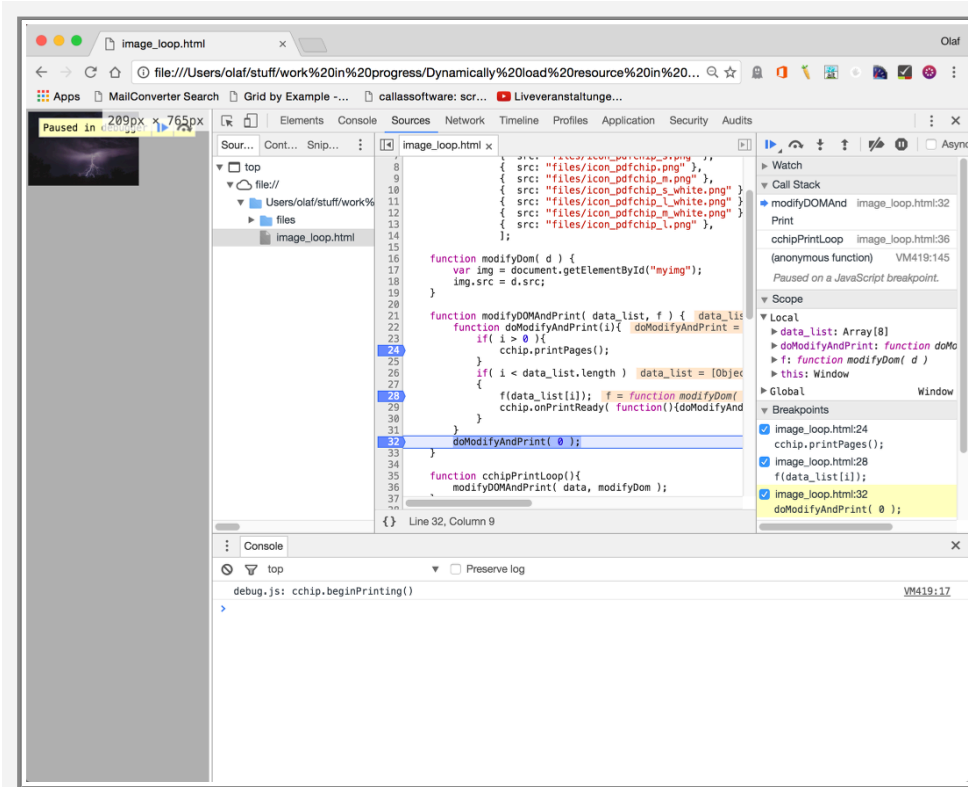 image_loop.html ×
Olaf
file:///Users/olaf/stuff/work%20in%20progress/Dynamically%20load%20resource%20in%20...
Apps MailConverter Search Grid by Example -... callassoftware: scr... Liveveranstaltunge...
Paused in debugger
209px × 765px
Elements Console Sources Network Timeline Profiles Application Security Audits
Sour... Cont... Snip...
top
file://
Users/olaf/stuff/work%
files
image_loop.html
image_loop.html ×
8 { src: "files/icon_pdfchip.png" },
9 { src: "files/icon_pdfchip_m.png" },
10 { src: "files/icon_pdfchip_s_white.png" }
11 { src: "files/icon_pdfchip_l_white.png" }
12 { src: "files/icon_pdfchip_m_white.png" }
13 { src: "files/icon_pdfchip_l.png" },
14 ];
15
16 function modifyDom( d ) {
17 var img = document.getElementById("myimg");
18 img.src = d.src;
19 }
20
21 function modifyDOMAndPrint( data_list, f ) { data_lis
22 function doModifyAndPrint(i){ doModifyAndPrint =
23 if( i > 0 ){
24 cchip.printPages();
25 }
26 if( i < data_list.length ) data_list = [Objec
27 {
28 f(data_list[i]); f = function modifyDom(
29 cchip.onPrintReady( function(){doModifyAnd
30 }
31 }
32 doModifyAndPrint( 0 );
33 }
34
35 function cchipPrintLoop(){
36 modifyDOMAndPrint( data, modifyDom );
37
{} Line 32, Column 9
Async
Watch
Call Stack
modifyDOMAnd image_loop.html:32
Print
cchipPrintLoop image_loop.html:36
(anonymous function) VM419:145
Paused on a JavaScript breakpoint.
Scope
Local
data_list: Array[8]
doModifyAndPrint: function doMo
f: function modifyDom( d )
this: Window
Global Window
Breakpoints
image_loop.html:24
cchip.printPages();
image_loop.html:28
f(data_list[i]);
image_loop.html:32
doModifyAndPrint( 0 );
Console ×
top Preserve log
debug.js: cchip.beginPrinting() VM419:17
>